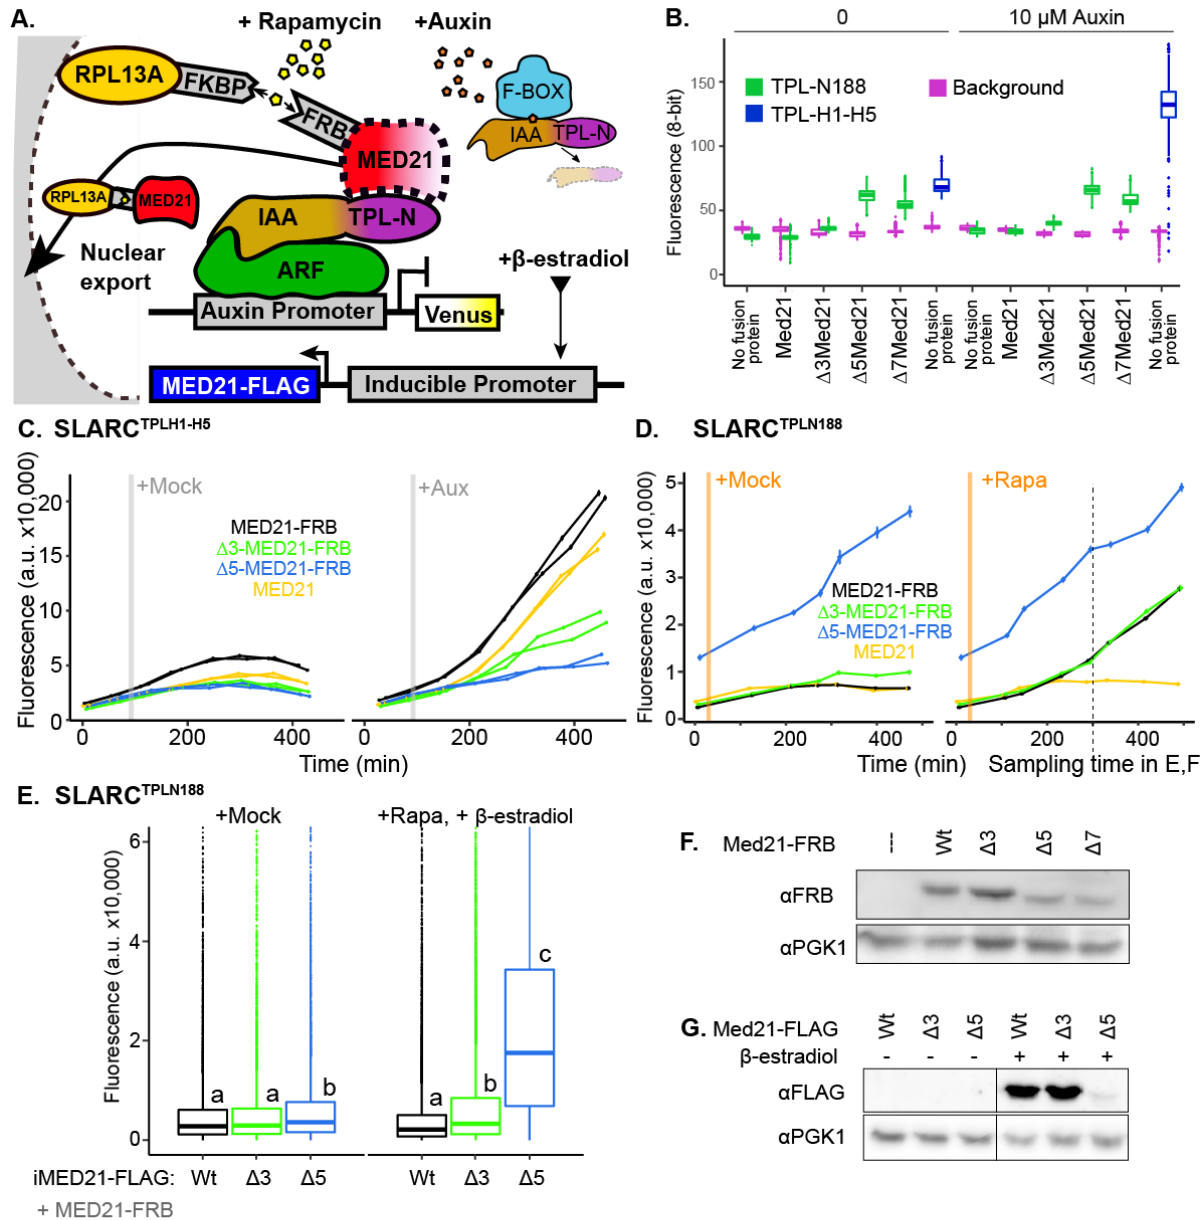 A.
+ Rapamycin
+Auxin
RPL13A
FKBP
FRB
F-BOX
IAA
TPL-N
MED21
RPL13A
MED21
IAA
TPL-N
Nuclear
export
ARF
+β-estradiol
Auxin Promoter
Venus
MED21-FLAG
Inducible Promoter
B.
0
10 µM Auxin
TPL-N188
Background
TPL-H1-H5
Fluorescence (8-bit)
150
100
50
0
No fusion
protein
Med21
Δ3Med21
Δ5Med21
Δ7Med21
No fusion
protein
No fusion
protein
Med21
Δ3Med21
Δ5Med21
Δ7Med21
No fusion
protein
C. SLARC^TPLH1-H5
Fluorescence (a.u. x10,000)
20
15
10
5
0
+Mock
+Aux
MED21-FRB
Δ3-MED21-FRB
Δ5-MED21-FRB
MED21
0
200
400
0
200
400
Time (min)
D. SLARC^TPLN188
Fluorescence (a.u. x10,000)
5
4
3
2
1
0
+Mock
+Rapa
MED21-FRB
Δ3-MED21-FRB
Δ5-MED21-FRB
MED21
0
200
400
0
200
400
Time (min)
Sampling time in E,F
E. SLARC^TPLN188
+Mock
+Rapa, + β-estradiol
Fluorescence (a.u. x10,000)
6
4
2
0
a
a
b
a
b
c
iMED21-FLAG: Wt Δ3 Δ5 Wt Δ3 Δ5
+ MED21-FRB
F.
Med21-FRB
--
Wt
Δ3
Δ5
Δ7
αFRB
αPGK1
G. Med21-FLAG
Wt
Δ3
Δ5
Wt
Δ3
Δ5
β-estradiol - - - + + +
αFLAG
αPGK1